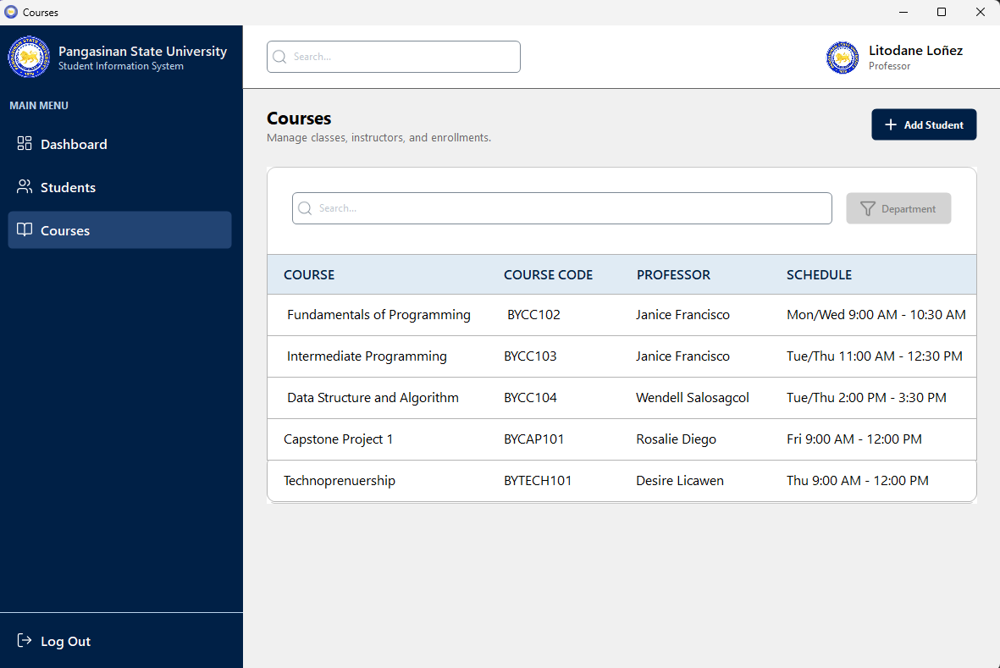 Courses
Pangasinan State University
Student Information System
MAIN MENU
Dashboard
Students
Courses
Log Out
Search...
Litodane Loñez
Professor
Courses
Manage classes, instructors, and enrollments.
Add Student
Search...
Department
COURSE COURSE CODE PROFESSOR SCHEDULE
Fundamentals of Programming BYCC102 Janice Francisco Mon/Wed 9:00 AM - 10:30 AM
Intermediate Programming BYCC103 Janice Francisco Tue/Thu 11:00 AM - 12:30 PM
Data Structure and Algorithm BYCC104 Wendell Salosagcol Tue/Thu 2:00 PM - 3:30 PM
Capstone Project 1 BYCAP101 Rosalie Diego Fri 9:00 AM - 12:00 PM
Technoprenuership BYTECH101 Desire Licawen Thu 9:00 AM - 12:00 PM